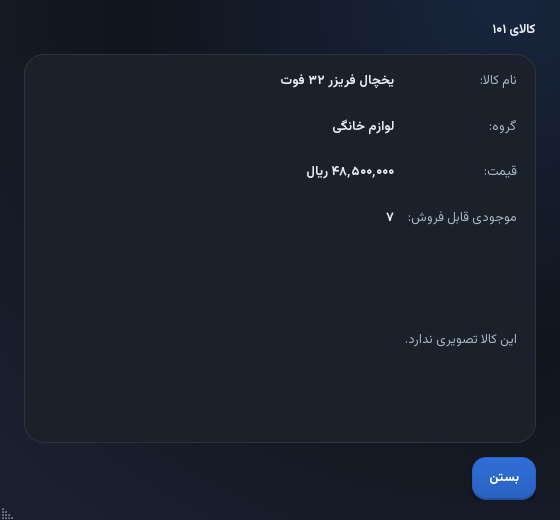 کالای ۱۰۱
نام کالا: یخچال فریزر ۳۲ فوت
گروه: لوازم خانگی
قیمت: ۴۸,۵۰۰,۰۰۰ ریال
موجودی قابل فروش: ۷
این کالا تصویری ندارد.
بستن